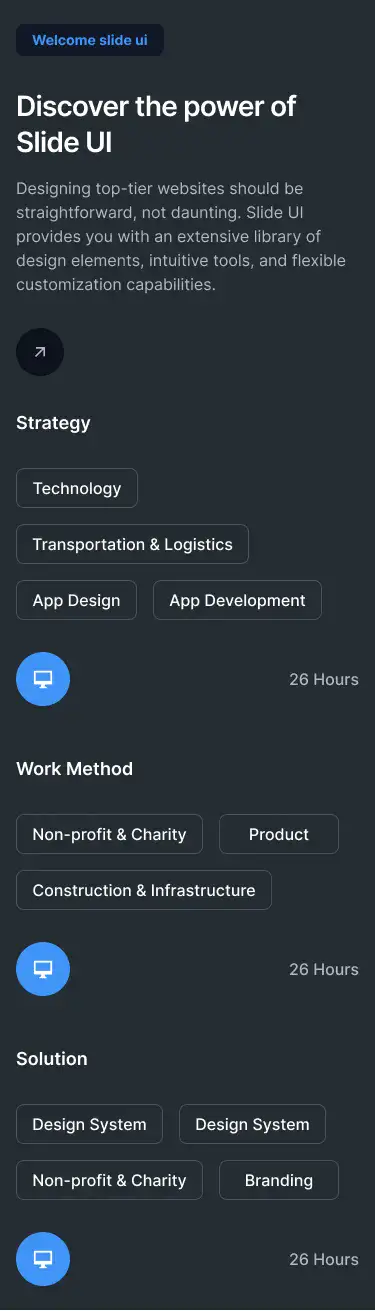 Welcome slide ui
Discover the power of
Slide UI
Designing top-tier websites should be
straightforward, not daunting. Slide UI
provides you with an extensive library of
design elements, intuitive tools, and flexible
customization capabilities.
Strategy
Technology
Transportation & Logistics
App Design App Development
26 Hours
Work Method
Non-profit & Charity Product
Construction & Infrastructure
26 Hours
Solution
Design System Design System
Non-profit & Charity Branding
26 Hours